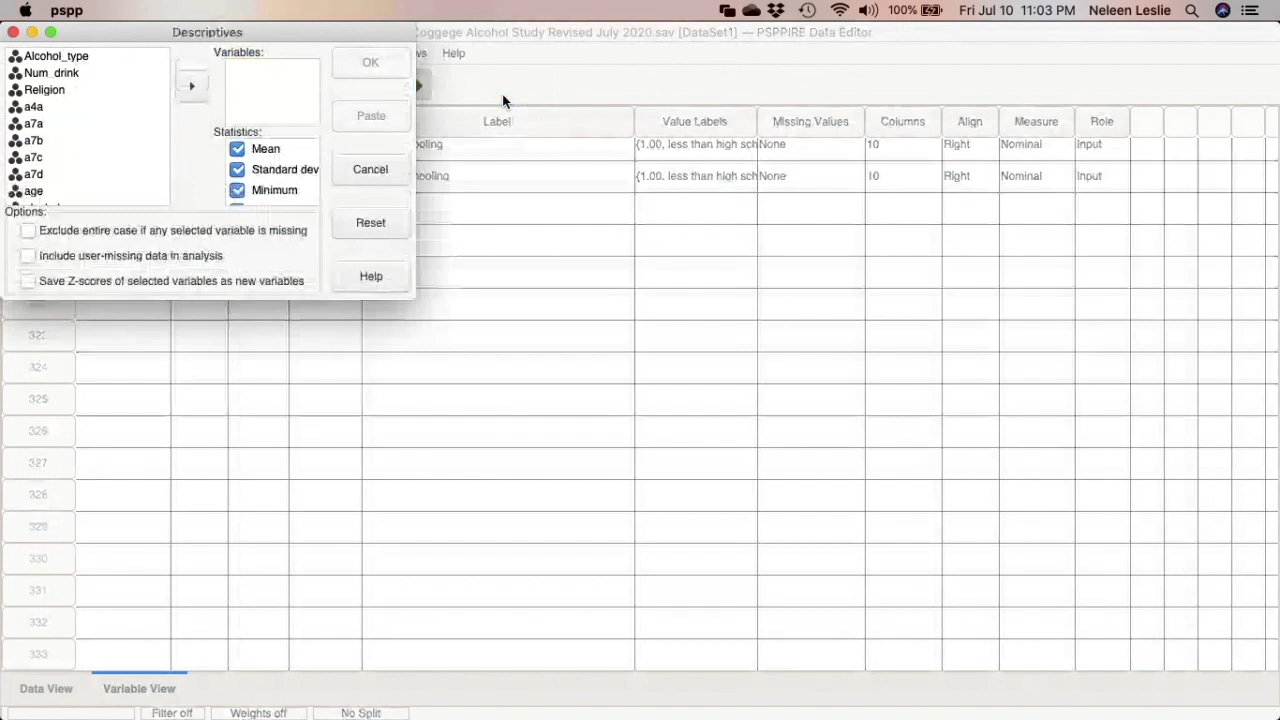 pspp 100% Fri Jul 10 11:03 PM Neleen Leslie
Descriptives
Coggege Alcohol Study Revised July 2020.sav [DataSet1] — PSPPIRE Data Editor
Help
Alcohol_type
Num_drink
Religion
a4a
a7a
a7b
a7c
a7d
age
Variables:
Statistics:
Mean
Standard dev
Minimum
OK
Paste
Cancel
Reset
Help
Options:
Exclude entire case if any selected variable is missing
Include user-missing data in analysis
Save Z-scores of selected variables as new variables
Label Value Labels Missing Values Columns Align Measure Role
ooling {1.00, less than high sch None 10 Right Nominal Input
ooling {1.00, less than high sch None 10 Right Nominal Input
323
324
325
326
327
328
329
330
331
332
333
Data View Variable View
Filter off Weights off No Split